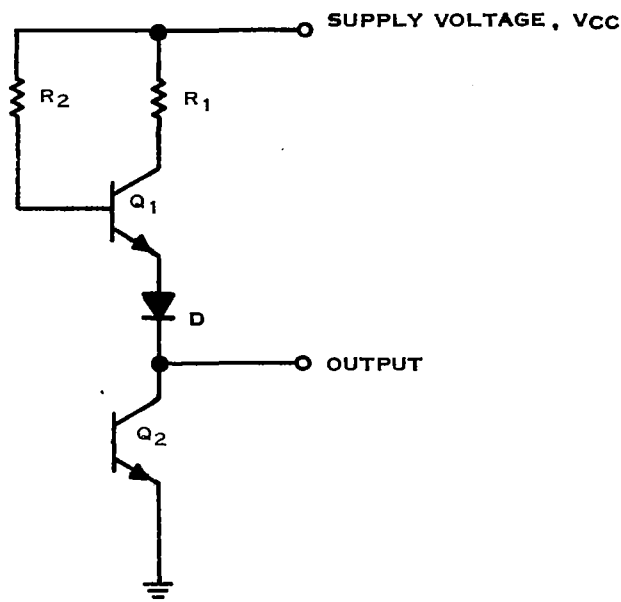 SUPPLY VOLTAGE, VCC
R2
R1
Q1
D
OUTPUT
Q2